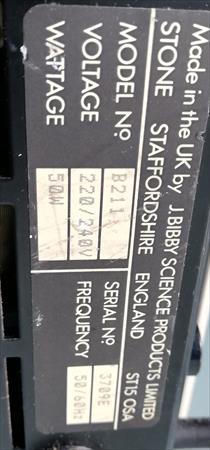 Made in the UK by J.BIBBY SCIENCE PRODUCTS LIMITED
STONE STAFFORDSHIRE ENGLAND ST15 OSA
MODEL Nº B211 SERIAL Nº 3709E
VOLTAGE 220/240V FREQUENCY 50/60Hz
WATTAGE 50W